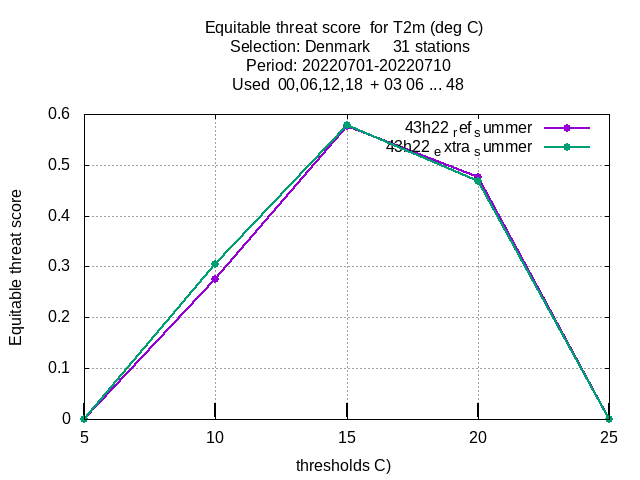 Equitable threat score  for T2m (deg C)
Selection: Denmark     31 stations
Period: 20220701-20220710
Used  00,06,12,18  + 03 06 ... 48
43h22 ref summer
43h22 extra summer
Equitable threat score
0.6
0.5
0.4
0.3
0.2
0.1
0
5 10 15 20 25
thresholds C)